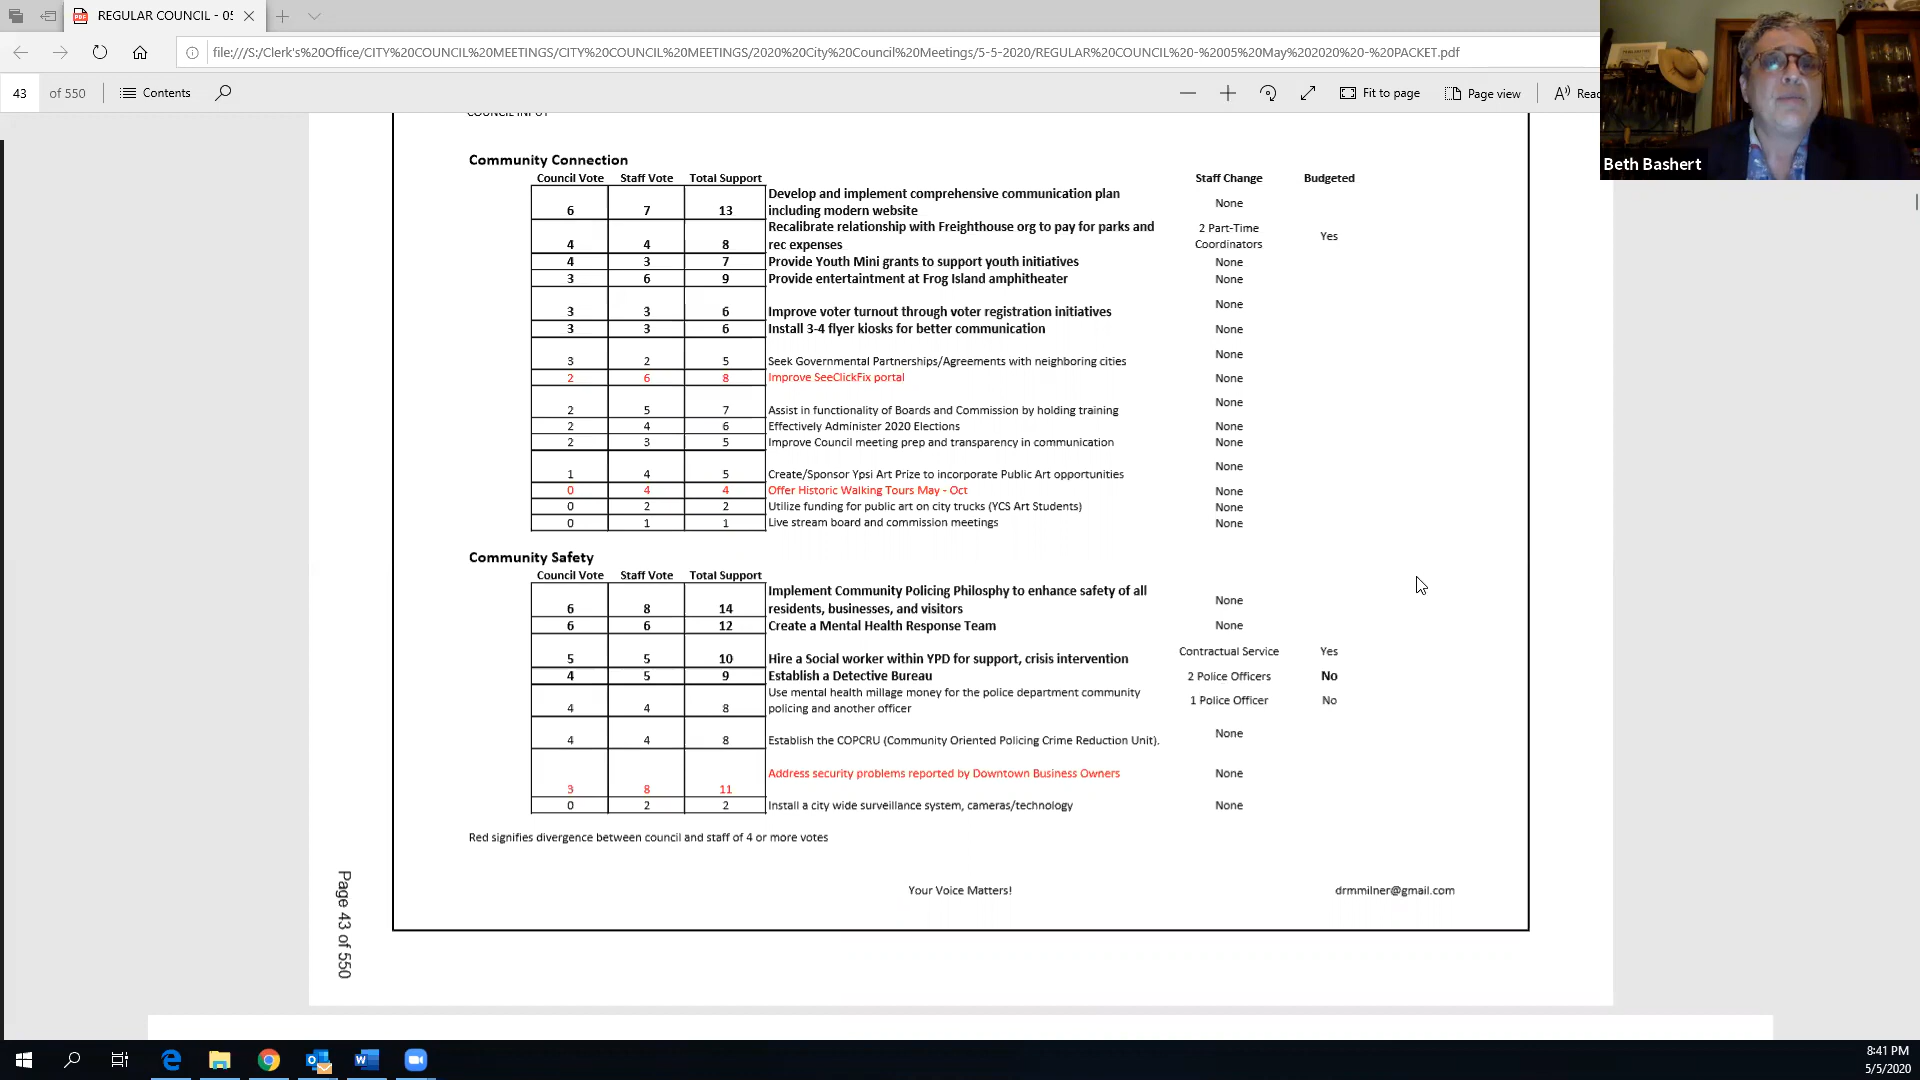 REGULAR COUNCIL - 05
file:///S:/Clerk's%20Office/CITY%20COUNCIL%20MEETINGS/CITY%20COUNCIL%20MEETINGS/2020%20City%20Council%20Meetings/5-5-2020/REGULAR%20COUNCIL%20-%2005%20May%202020%20-%20PACKET.pdf
43 of 550 Contents Fit to page Page view Read
COUNCIL INPUT
Beth Bashert
Community Connection
Council Vote Staff Vote Total Support Staff Change Budgeted
Develop and implement comprehensive communication plan
6 7 13 including modern website None
Recalibrate relationship with Freighthouse org to pay for parks and 2 Part-Time Yes
4 4 8 rec expenses Coordinators
4 3 7 Provide Youth Mini grants to support youth initiatives None
3 6 9 Provide entertaintment at Frog Island amphitheater None
3 3 6 Improve voter turnout through voter registration initiatives None
3 3 6 Install 3-4 flyer kiosks for better communication None
3 2 5 Seek Governmental Partnerships/Agreements with neighboring cities None
2 6 8 Improve SeeClickFix portal None
2 5 7 Assist in functionality of Boards and Commission by holding training None
2 4 6 Effectively Administer 2020 Elections None
2 3 5 Improve Council meeting prep and transparency in communication None
1 4 5 Create/Sponsor Ypsi Art Prize to incorporate Public Art opportunities None
0 4 4 Offer Historic Walking Tours May - Oct None
0 2 2 Utilize funding for public art on city trucks (YCS Art Students) None
0 1 1 Live stream board and commission meetings None
Community Safety
Council Vote Staff Vote Total Support
Implement Community Policing Philosphy to enhance safety of all
6 8 14 residents, businesses, and visitors None
6 6 12 Create a Mental Health Response Team None
5 5 10 Hire a Social worker within YPD for support, crisis intervention Contractual Service Yes
4 5 9 Establish a Detective Bureau 2 Police Officers No
Use mental health millage money for the police department community
4 4 8 policing and another officer 1 Police Officer No
4 4 8 Establish the COPCRU (Community Oriented Policing Crime Reduction Unit). None
Address security problems reported by Downtown Business Owners None
3 8 11
0 2 2 Install a city wide surveillance system, cameras/technology None
Red signifies divergence between council and staff of 4 or more votes
Your Voice Matters! drmmilner@gmail.com
Page 43 of 550
8:41 PM
5/5/2020